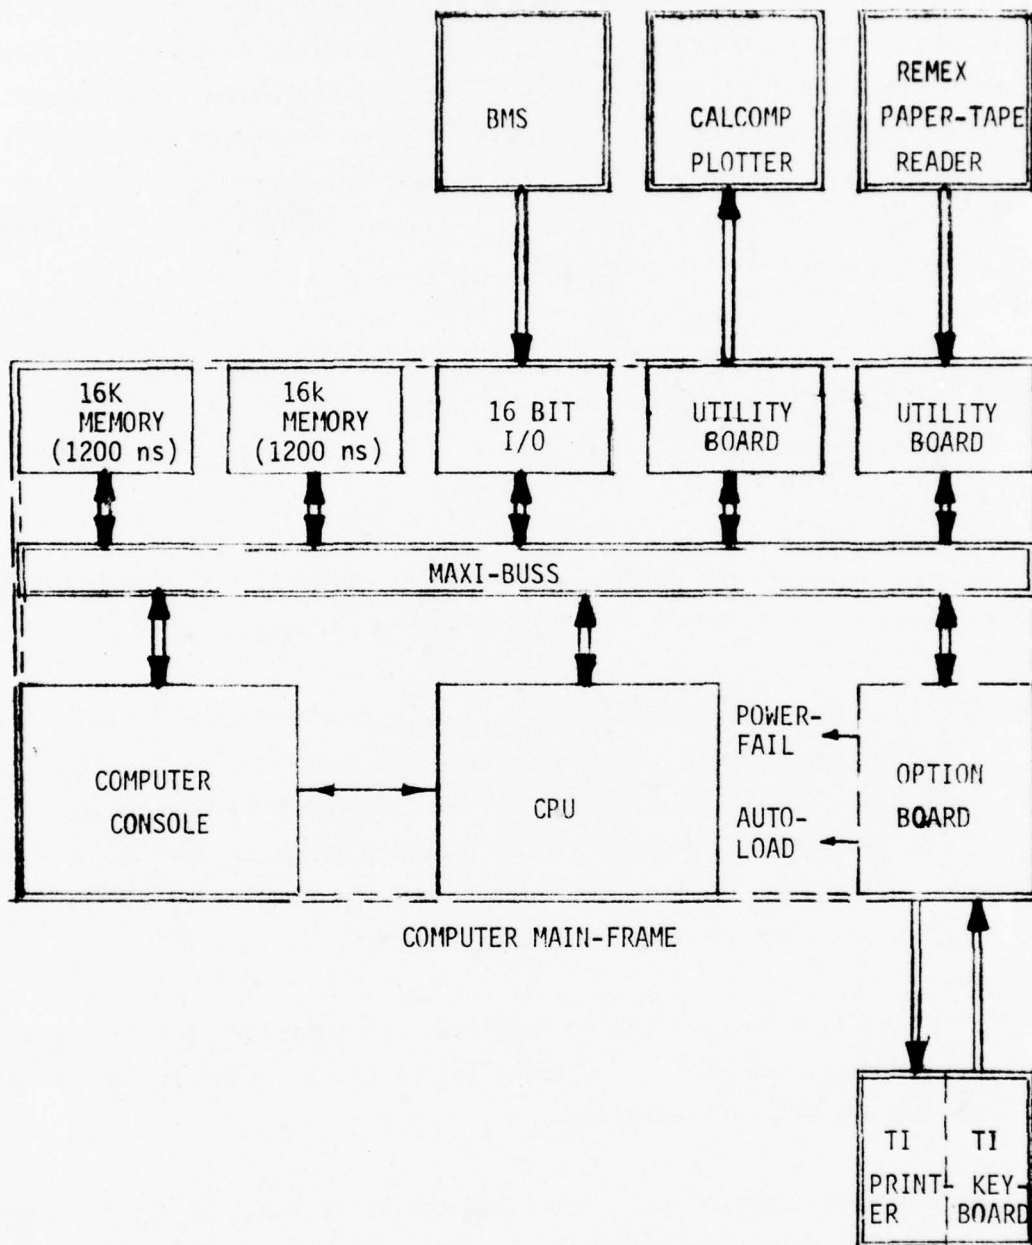 BMS
CALCOMP
PLOTTER
REMEX
PAPER-TAPE
READER
16K
MEMORY
(1200 ns)
16k
MEMORY
(1200 ns)
16 BIT
I/O
UTILITY
BOARD
UTILITY
BOARD
MAXI-BUSS
COMPUTER
CONSOLE
CPU
POWER-
FAIL
AUTO-
LOAD
OPTION
BOARD
COMPUTER MAIN-FRAME
TI
PRINT-
ER
TI
KEY-
BOARD